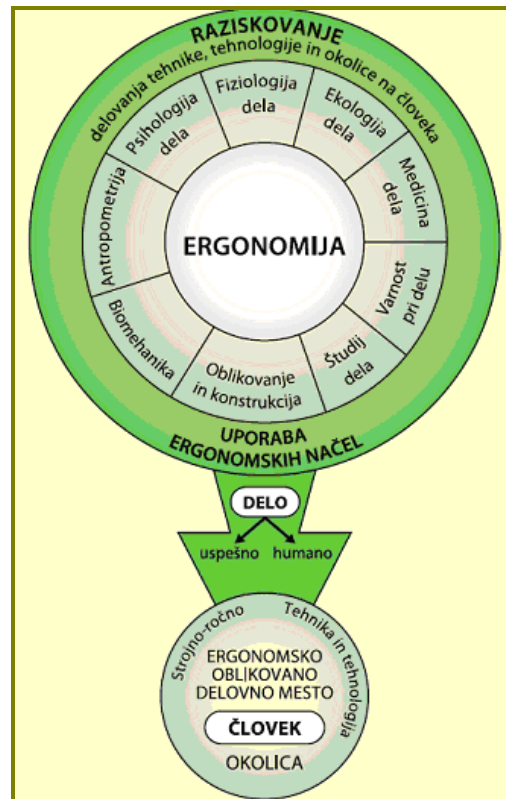 RAZISKOVANJE
delovanja tehnike, tehnologije in okolice na človeka
Psihologija
dela
Fiziologija
dela
Ekologija
dela
Medicina
dela
Antropometrija
ERGONOMIJA
Varnost
pri delu
Biomehanika
Oblikovanje
in konstrukcija
Študij
dela
UPORABA
ERGONOMSKIH NAČEL
DELO
uspešno humano
Strojno-ročno
Tehnika in tehnologija
ERGONOMSKO
OBL|KOVANO
DELOVNO MESTO
ČLOVEK
OKOLICA